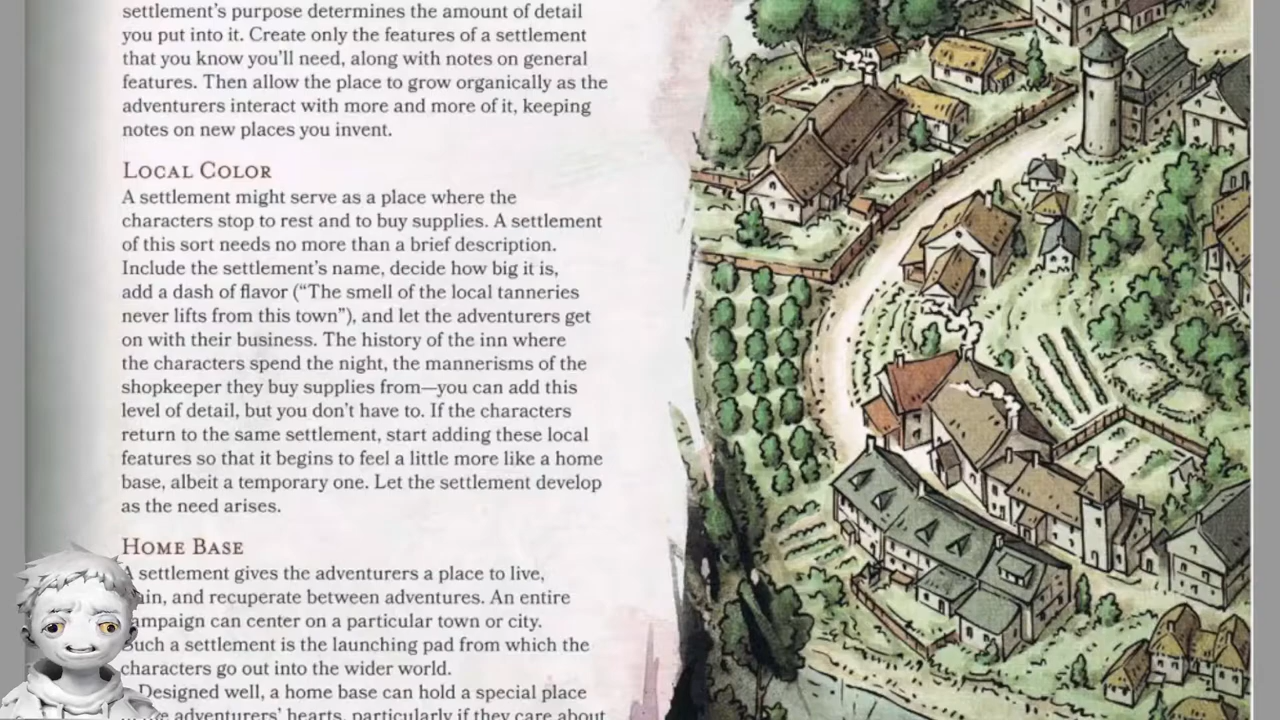 settlement's purpose determines the amount of detail
you put into it. Create only the features of a settlement
that you know you'll need, along with notes on general
features. Then allow the place to grow organically as the
adventurers interact with more and more of it, keeping
notes on new places you invent.
Local Color
A settlement might serve as a place where the
characters stop to rest and to buy supplies. A settlement
of this sort needs no more than a brief description.
Include the settlement's name, decide how big it is,
add a dash of flavor (“The smell of the local tanneries
never lifts from this town”), and let the adventurers get
on with their business. The history of the inn where
the characters spend the night, the mannerisms of the
shopkeeper they buy supplies from—you can add this
level of detail, but you don't have to. If the characters
return to the same settlement, start adding these local
features so that it begins to feel a little more like a home
base, albeit a temporary one. Let the settlement develop
as the need arises.
Home Base
A settlement gives the adventurers a place to live,
and recuperate between adventures. An entire
campaign can center on a particular town or city.
Such a settlement is the launching pad from which the
characters go out into the wider world.
Designed well, a home base can hold a special place
adventurers' hearts, particularly if they care about